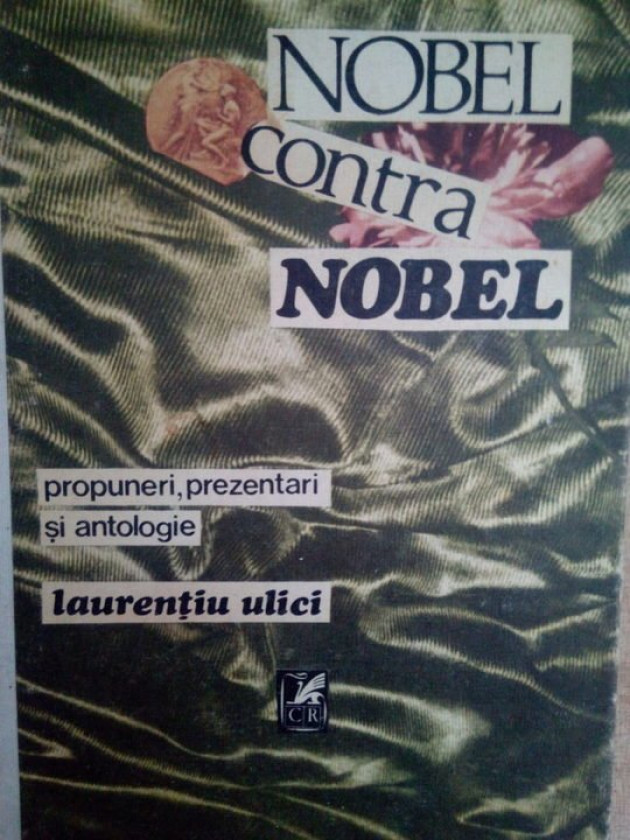 NOBEL
contra
NOBEL
propuneri, prezentari
și antologie
laurențiu ulici
CR